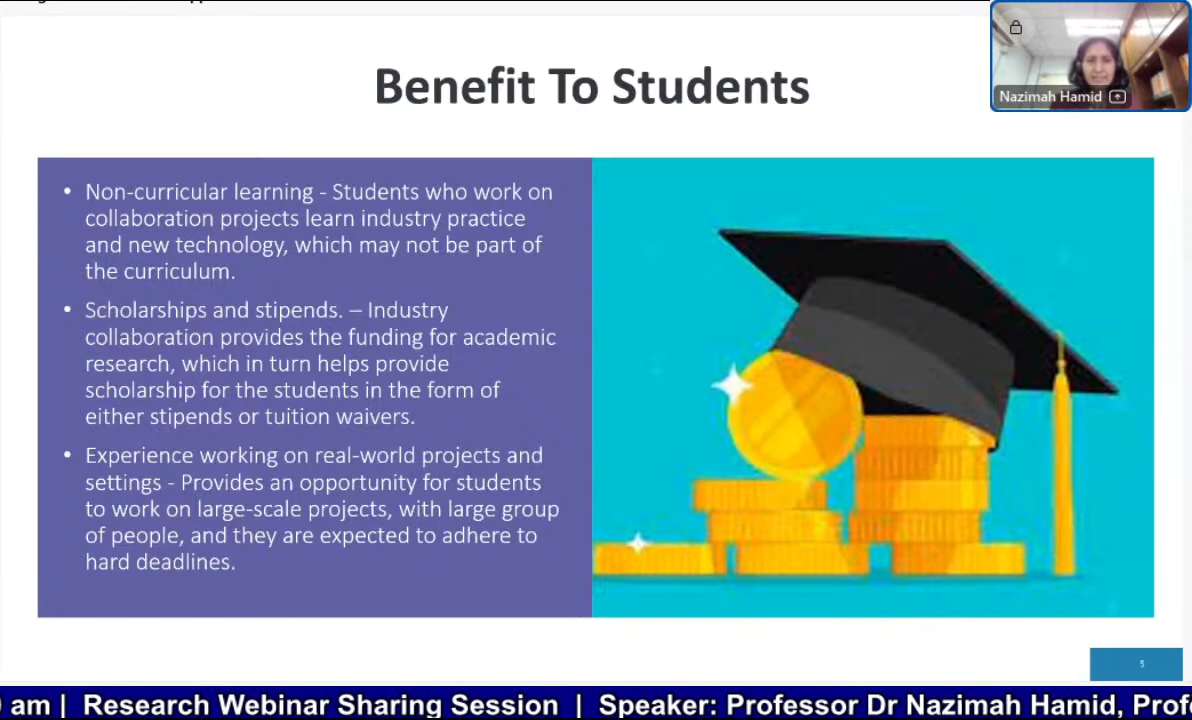 Benefit To Students
Nazimah Hamid
• Non-curricular learning - Students who work on
collaboration projects learn industry practice
and new technology, which may not be part of
the curriculum.
• Scholarships and stipends. – Industry
collaboration provides the funding for academic
research, which in turn helps provide
scholarship for the students in the form of
either stipends or tuition waivers.
• Experience working on real-world projects and
settings - Provides an opportunity for students
to work on large-scale projects, with large group
of people, and they are expected to adhere to
hard deadlines.
5
am | Research Webinar Sharing Session | Speaker: Professor Dr Nazimah Hamid, Prof